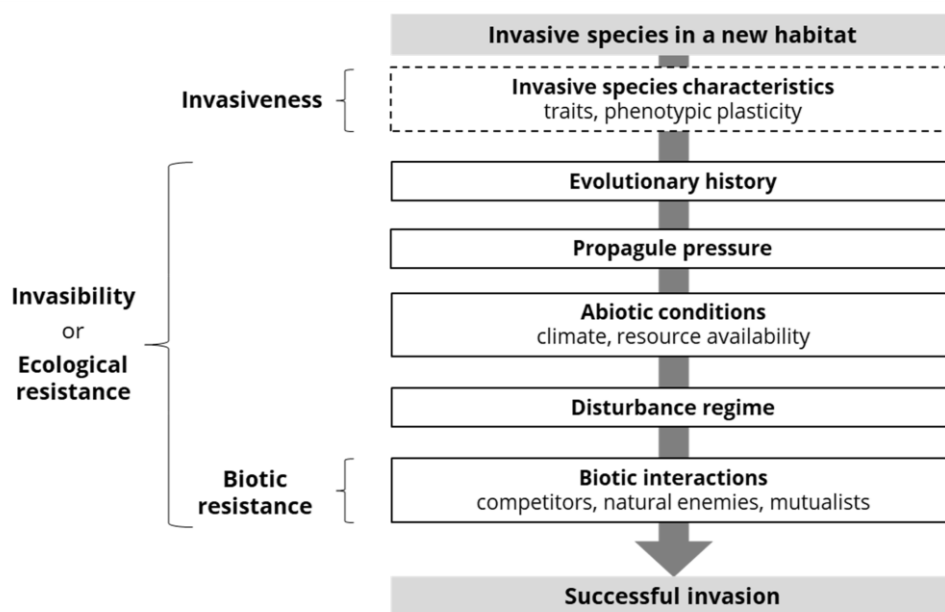 Invasive species in a new habitat
Invasiveness
Invasive species characteristics
traits, phenotypic plasticity
Evolutionary history
Propagule pressure
Invasibility
or
Ecological
resistance
Abiotic conditions
climate, resource availability
Disturbance regime
Biotic
resistance
Biotic interactions
competitors, natural enemies, mutualists
Successful invasion